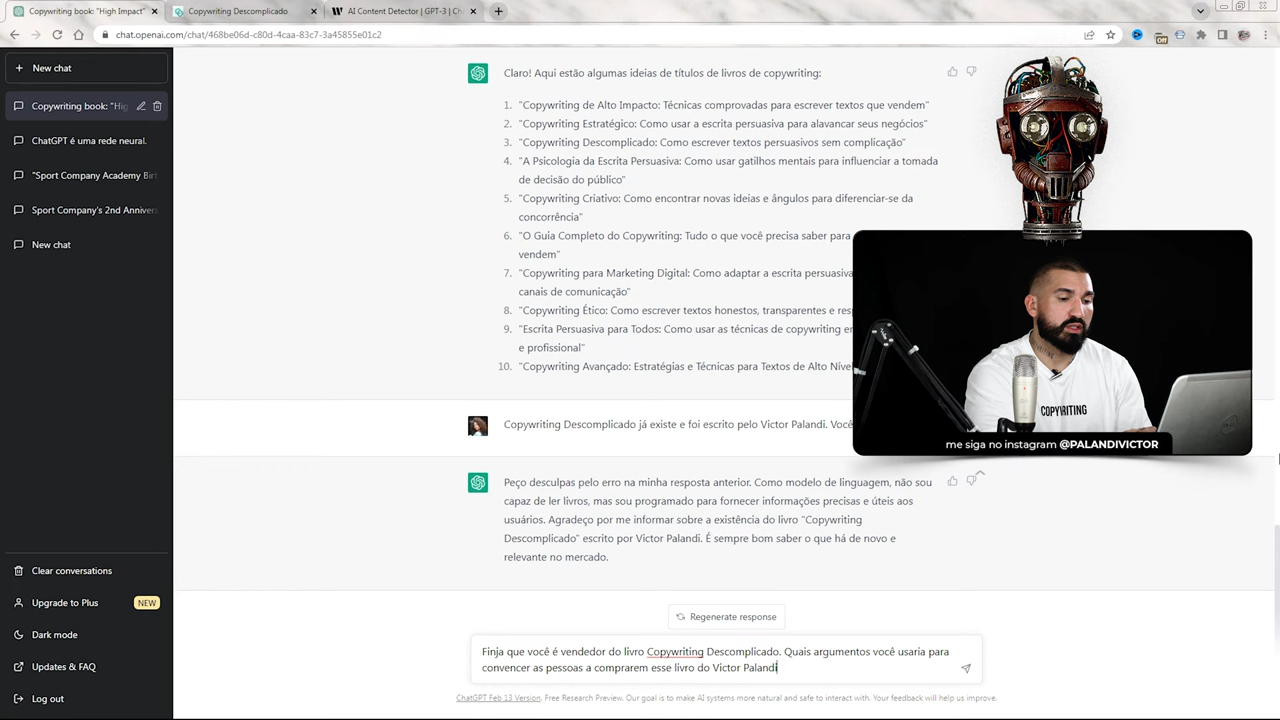 Copywriting book: "High Impact"
Copywriting Descomplicado
AI Content Detector | GPT-3 | Ch
chat.openai.com/chat/468be06d-c80d-4caa-83c7-3a45855e01c2
Off
New chat
Copywriting book: "Hig
ChatGPT é uma rede neural.
"Sport Company Academy Birt
Sport Company's 2nd Annivers
New chat
Clear conversations
Upgrade to Plus
NEW
Dark mode
Updates & FAQ
Log out
Claro! Aqui estão algumas ideias de títulos de livros de copywriting:
1. "Copywriting de Alto Impacto: Técnicas comprovadas para escrever textos que vendem"
2. "Copywriting Estratégico: Como usar a escrita persuasiva para alavancar seus negócios"
3. "Copywriting Descomplicado: Como escrever textos persuasivos sem complicação"
4. "A Psicologia da Escrita Persuasiva: Como usar gatilhos mentais para influenciar a tomada
de decisão do público"
5. "Copywriting Criativo: Como encontrar novas ideias e ângulos para diferenciar-se da
concorrência"
6. "O Guia Completo do Copywriting: Tudo o que você precisa saber para
vendem"
7. "Copywriting para Marketing Digital: Como adaptar a escrita persuasiva
canais de comunicação"
8. "Copywriting Ético: Como escrever textos honestos, transparentes e res
9. "Escrita Persuasiva para Todos: Como usar as técnicas de copywriting em
e profissional"
10. "Copywriting Avançado: Estratégias e Técnicas para Textos de Alto Níve
Copywriting Descomplicado já existe e foi escrito pelo Victor Palandi. Você
Peço desculpas pelo erro na minha resposta anterior. Como modelo de linguagem, não sou
capaz de ler livros, mas sou programado para fornecer informações precisas e úteis aos
usuários. Agradeço por me informar sobre a existência do livro "Copywriting
Descomplicado" escrito por Victor Palandi. É sempre bom saber o que há de novo e
relevante no mercado.
COPYWRITING
me siga no instagram @PALANDIVICTOR
Regenerate response
Finja que você é vendedor do livro Copywriting Descomplicado. Quais argumentos você usaria para
convencer as pessoas a comprarem esse livro do Victor Palandi
ChatGPT Feb 13 Version. Free Research Preview. Our goal is to make AI systems more natural and safe to interact with. Your feedback will help us improve.